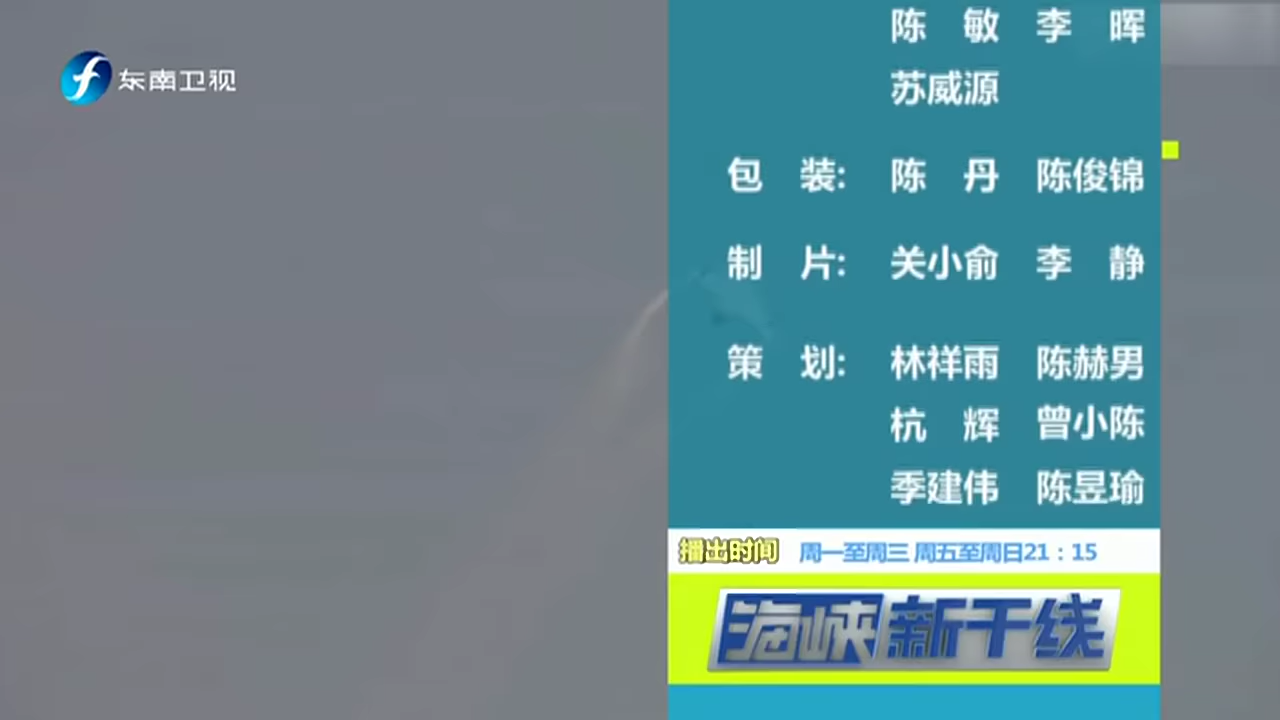 东南卫视
陈 敏 李 晖
苏威源
包 装: 陈 丹 陈俊锦
制 片: 关小俞 李 静
策 划: 林祥雨 陈赫男
杭 辉 曾小陈
季建伟 陈昱瑜
播出时间 周一至周三 周五至周日21：15
海峡新干线